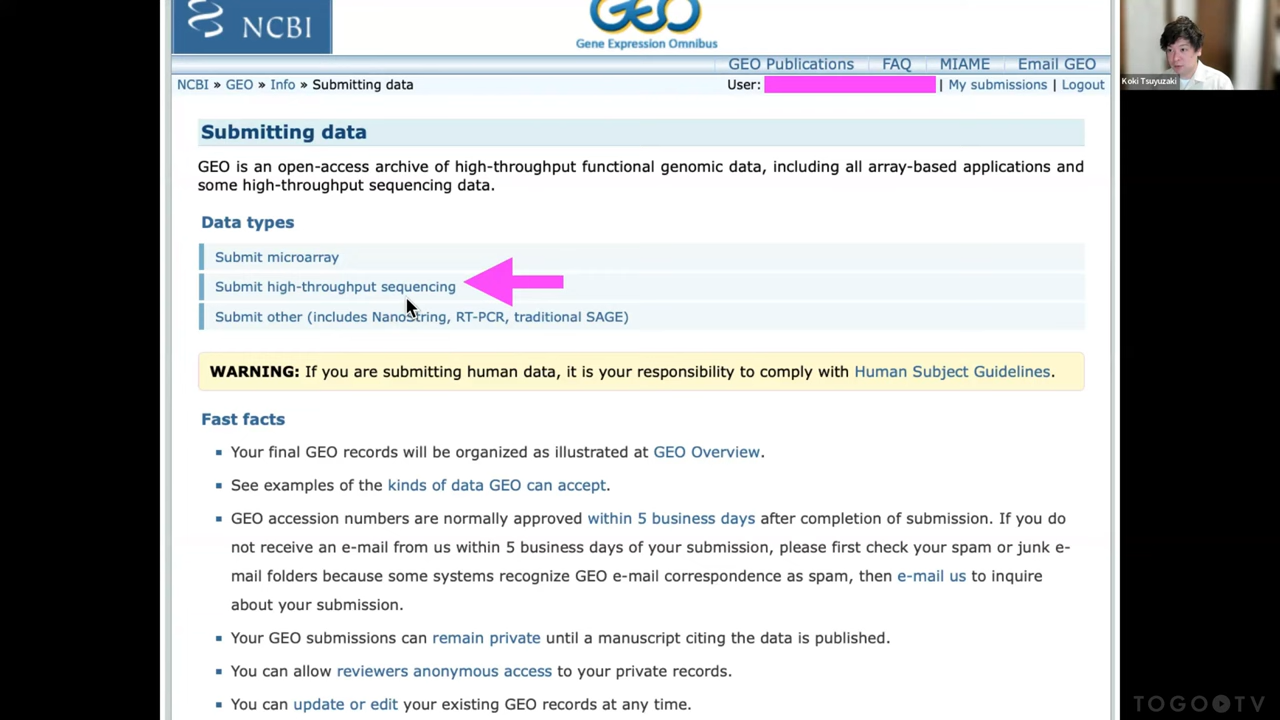 NCBI
GEO
Gene Expression Omnibus
GEO Publications FAQ MIAME Email GEO
NCBI » GEO » Info » Submitting data
User: | My submissions | Logout
Koki Tsuyuzaki
Submitting data
GEO is an open-access archive of high-throughput functional genomic data, including all array-based applications and
some high-throughput sequencing data.
Data types
Submit microarray
Submit high-throughput sequencing
Submit other (includes NanoString, RT-PCR, traditional SAGE)
WARNING: If you are submitting human data, it is your responsibility to comply with Human Subject Guidelines.
Fast facts
Your final GEO records will be organized as illustrated at GEO Overview.
See examples of the kinds of data GEO can accept.
GEO accession numbers are normally approved within 5 business days after completion of submission. If you do
not receive an e-mail from us within 5 business days of your submission, please first check your spam or junk e-
mail folders because some systems recognize GEO e-mail correspondence as spam, then e-mail us to inquire
about your submission.
Your GEO submissions can remain private until a manuscript citing the data is published.
You can allow reviewers anonymous access to your private records.
You can update or edit your existing GEO records at any time.
TOGO TV